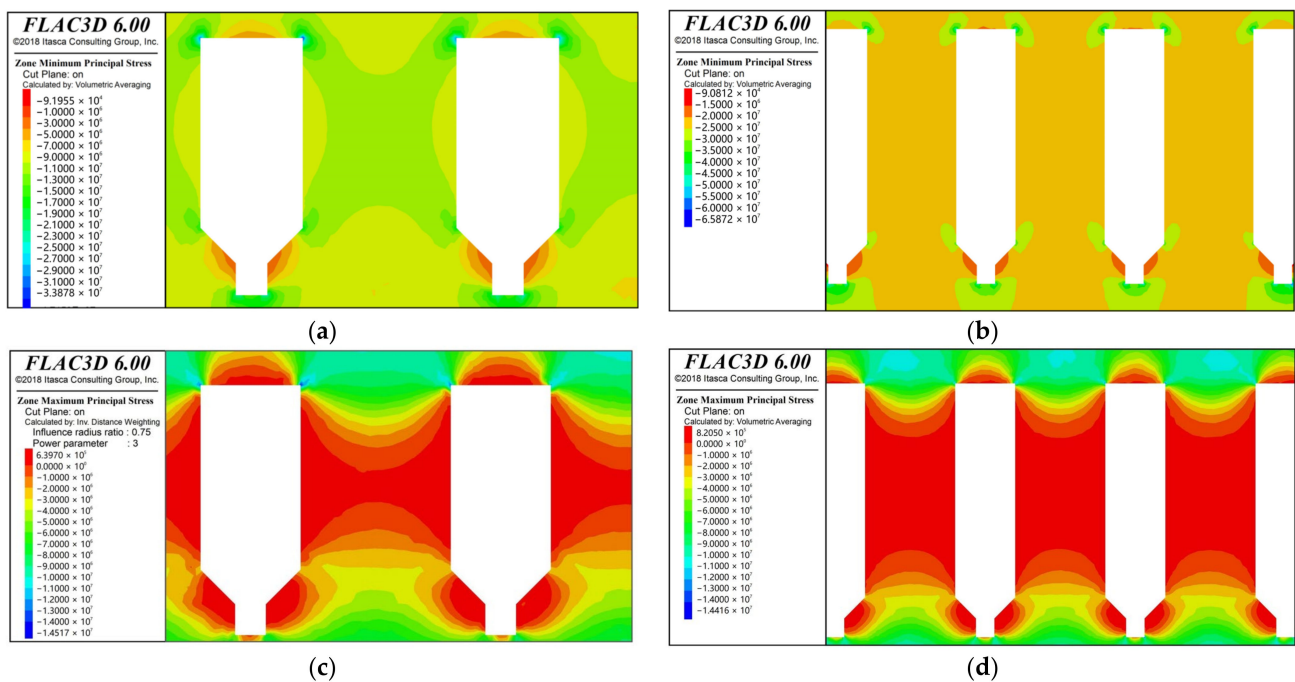 FLAC3D 6.00
©2018 Itasca Consulting Group, Inc.
Zone Minimum Principal Stress
Cut Plane: on
Calculated by: Volumetric Averaging
−9.1955 × 10⁴
−1.0000 × 10⁶
−3.0000 × 10⁶
−5.0000 × 10⁶
−7.0000 × 10⁶
−9.0000 × 10⁶
−1.1000 × 10⁷
−1.3000 × 10⁷
−1.5000 × 10⁷
−1.7000 × 10⁷
−1.9000 × 10⁷
−2.1000 × 10⁷
−2.3000 × 10⁷
−2.5000 × 10⁷
−2.7000 × 10⁷
−2.9000 × 10⁷
−3.1000 × 10⁷
−3.3878 × 10⁷
(a)
FLAC3D 6.00
©2018 Itasca Consulting Group, Inc.
Zone Minimum Principal Stress
Cut Plane: on
Calculated by: Volumetric Averaging
−9.0812 × 10⁴
−1.5000 × 10⁶
−2.0000 × 10⁷
−2.5000 × 10⁷
−3.0000 × 10⁷
−3.5000 × 10⁷
−4.0000 × 10⁷
−4.5000 × 10⁷
−5.0000 × 10⁷
−5.5000 × 10⁷
−6.0000 × 10⁷
−6.5872 × 10⁷
(b)
FLAC3D 6.00
©2018 Itasca Consulting Group, Inc.
Zone Maximum Principal Stress
Cut Plane: on
Calculated by: Inv. Distance Weighting
Influence radius ratio : 0.75
Power parameter : 3
6.3970 × 10⁵
0.0000 × 10⁶
−1.0000 × 10⁶
−2.0000 × 10⁶
−3.0000 × 10⁶
−4.0000 × 10⁶
−5.0000 × 10⁶
−6.0000 × 10⁶
−7.0000 × 10⁶
−8.0000 × 10⁶
−9.0000 × 10⁶
−1.0000 × 10⁷
−1.1000 × 10⁷
−1.2000 × 10⁷
−1.3000 × 10⁷
−1.4000 × 10⁷
−1.4517 × 10⁷
(c)
FLAC3D 6.00
©2018 Itasca Consulting Group, Inc.
Zone Maximum Principal Stress
Cut Plane: on
Calculated by: Volumetric Averaging
8.2050 × 10⁵
0.0000 × 10⁶
−1.0000 × 10⁶
−2.0000 × 10⁶
−3.0000 × 10⁶
−4.0000 × 10⁶
−5.0000 × 10⁶
−6.0000 × 10⁶
−7.0000 × 10⁶
−8.0000 × 10⁶
−9.0000 × 10⁶
−1.0000 × 10⁷
−1.1000 × 10⁷
−1.2000 × 10⁷
−1.3000 × 10⁷
−1.4000 × 10⁷
−1.4416 × 10⁷
(d)